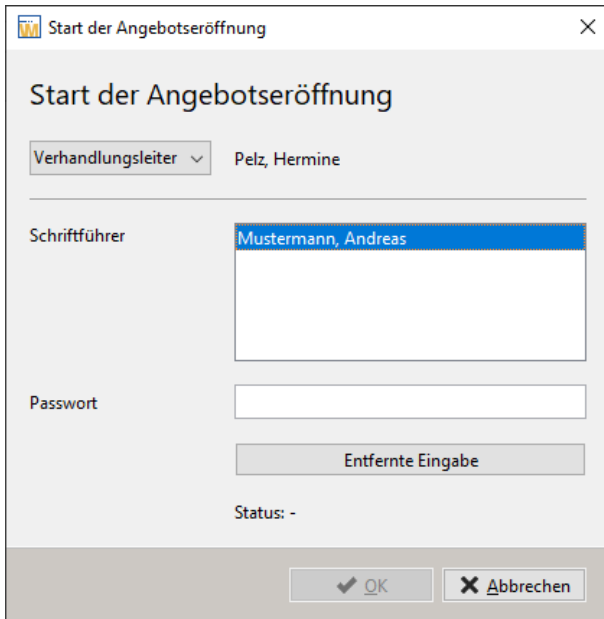 Start der Angebotseröffnung
Start der Angebotseröffnung
Verhandlungsleiter Pelz, Hermine
Schriftführer Mustermann, Andreas
Passwort
Entfernte Eingabe
Status: -
OK Abbrechen